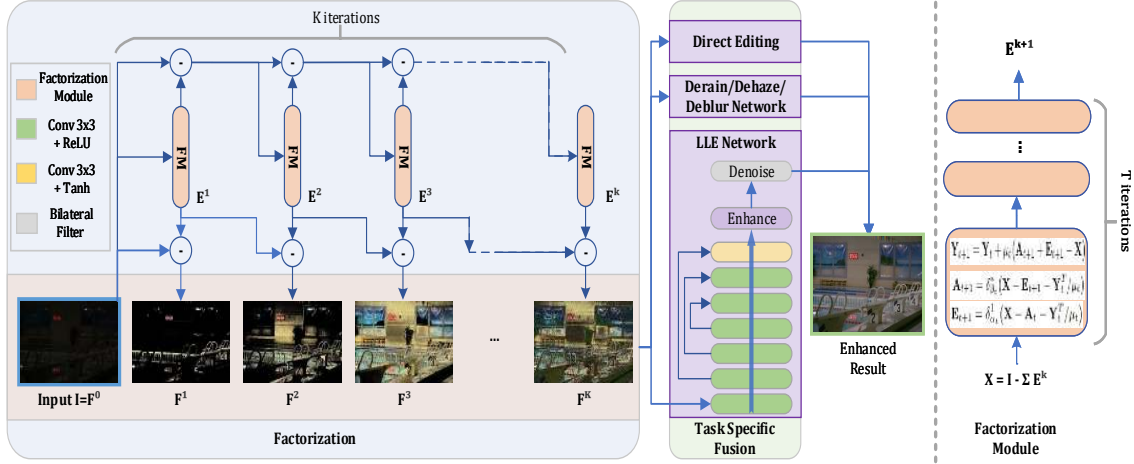 K iterations
Factorization
Module
Conv 3x3
+ ReLU
Conv 3x3
+ Tanh
Bilateral
Filter
- - -
FM FM FM FM
E¹ E² E³ Eᵏ
- - - -
...
Input I=F⁰ F¹ F² F³ Fᴷ
Factorization
Direct Editing
Derain/Dehaze/
Deblur Network
LLE Network
Denoise
Enhance
Task Specific
Fusion
Enhanced
Result
Eᵏ⁺¹
...
T iterations
X = I - Σ Eᵏ
Factorization
Module